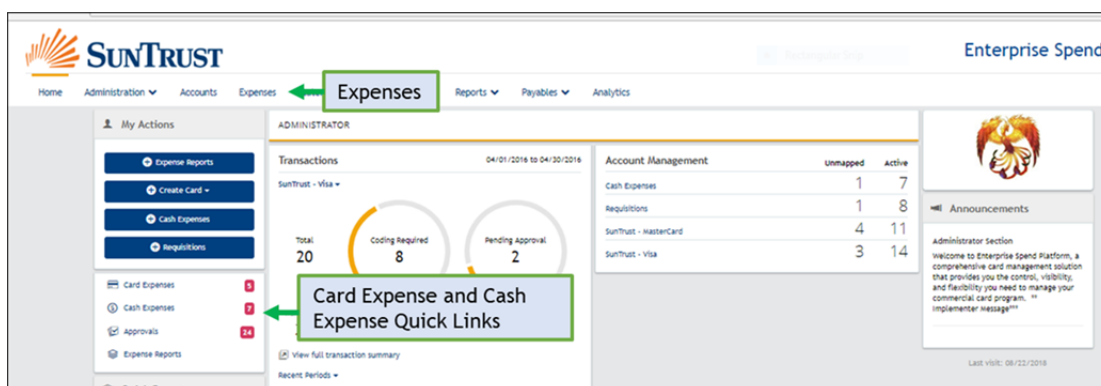 SUNTRUST
Enterprise Spend
Home Administration Accounts Expenses Expenses Reports Payables Analytics
My Actions
Expense Reports
Create Card
Cash Expenses
Requisitions
Card Expenses 5
Cash Expenses 7
Approvals 24
Expense Reports
ADMINISTRATOR
Transactions 04/01/2016 to 04/30/2016
SunTrust - Visa
Total
20
Coding Required
8
Pending Approval
2
Card Expense and Cash
Expense Quick Links
View full transaction summary
Recent Periods
Account Management Unmapped Active
Cash Expenses 1 7
Requisitions 1 8
SunTrust - MasterCard 4 11
SunTrust - Visa 3 14
Announcements
Administrator Section
Welcome to Enterprise Spend Platform, a
comprehensive card management solution
that provides you the control, visibility,
and flexibility you need to manage your
commercial card program. **
Implementer Message***
Last visit: 08/22/2018